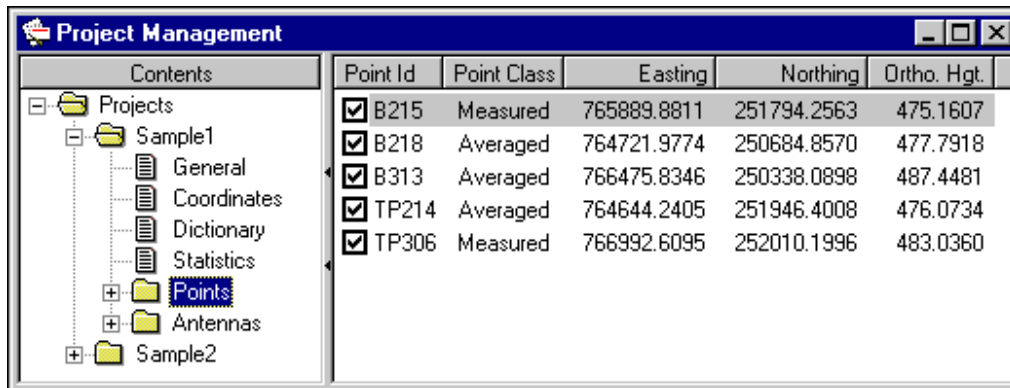 Project Management
Contents
Projects
Sample1
General
Coordinates
Dictionary
Statistics
Points
Antennas
Sample2
Point Id Point Class Easting Northing Ortho. Hgt.
B215 Measured 765889.8811 251794.2563 475.1607
B218 Averaged 764721.9774 250684.8570 477.7918
B313 Averaged 766475.8346 250338.0898 487.4481
TP214 Averaged 764644.2405 251946.4008 476.0734
TP306 Measured 766992.6095 252010.1996 483.0360